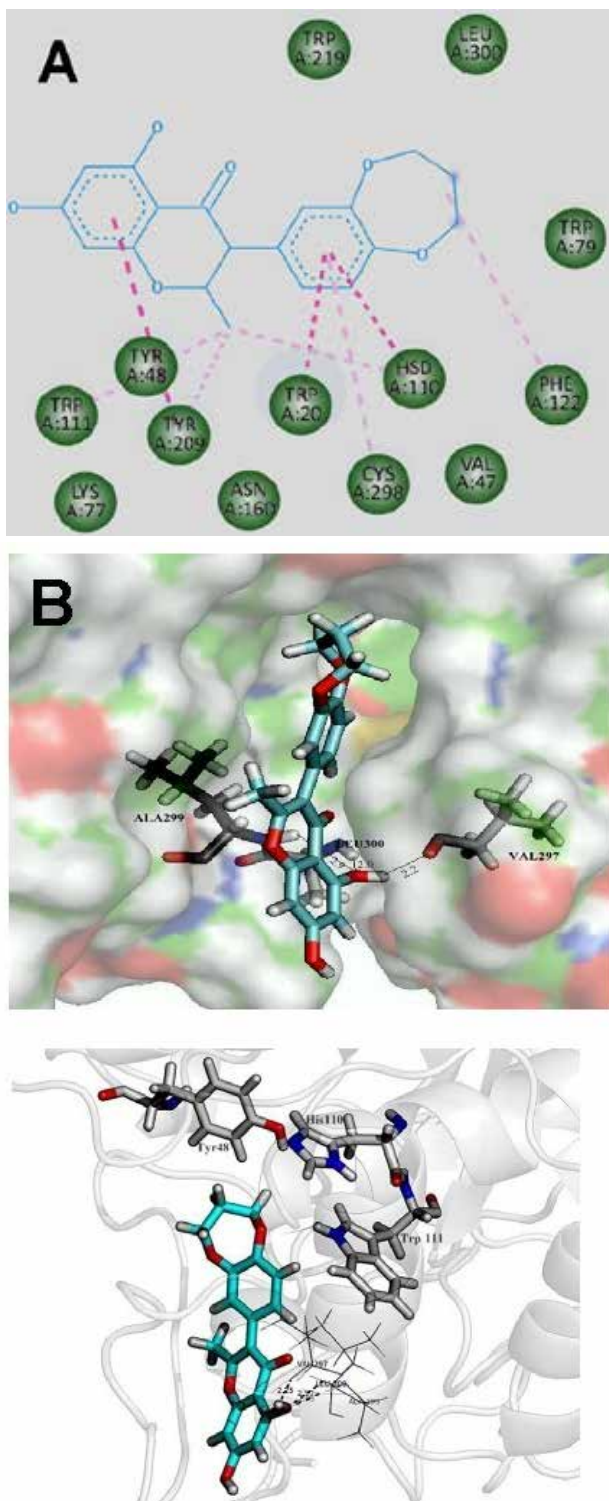 A
TRP
A:219
LEU
A:300
O
O
O
O
O
O
TRP
A:79
TYR
A:48
TRP
A:111
TYR
A:209
TRP
A:20
HSD
A:110
PHE
A:122
LYS
A:77
ASN
A:160
CYS
A:298
VAL
A:47
B
ALA299
LEU300
VAL297
2.2
Tyr48
His110
Trp 111